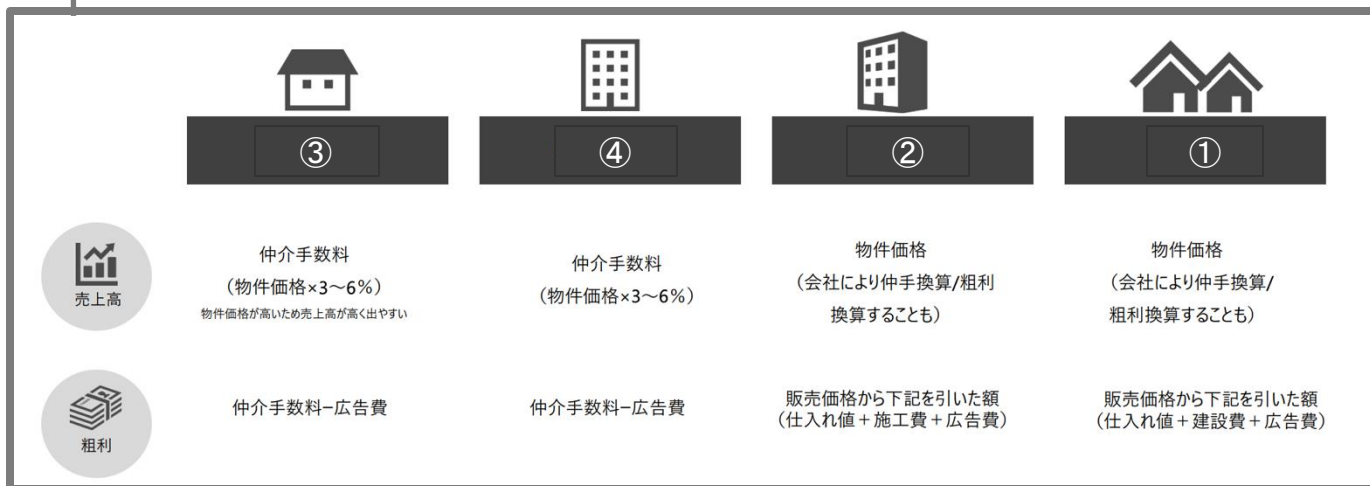 ③
④
②
①
売上高
仲介手数料
（物件価格×3～6%）
物件価格が高いため売上高が高く出やすい
仲介手数料
（物件価格×3～6%）
物件価格
（会社により仲手換算/粗利
換算することも）
物件価格
（会社により仲手換算/
粗利換算することも）
粗利
仲介手数料−広告費
仲介手数料−広告費
販売価格から下記を引いた額
（仕入れ値＋施工費＋広告費）
販売価格から下記を引いた額
（仕入れ値＋建設費＋広告費）